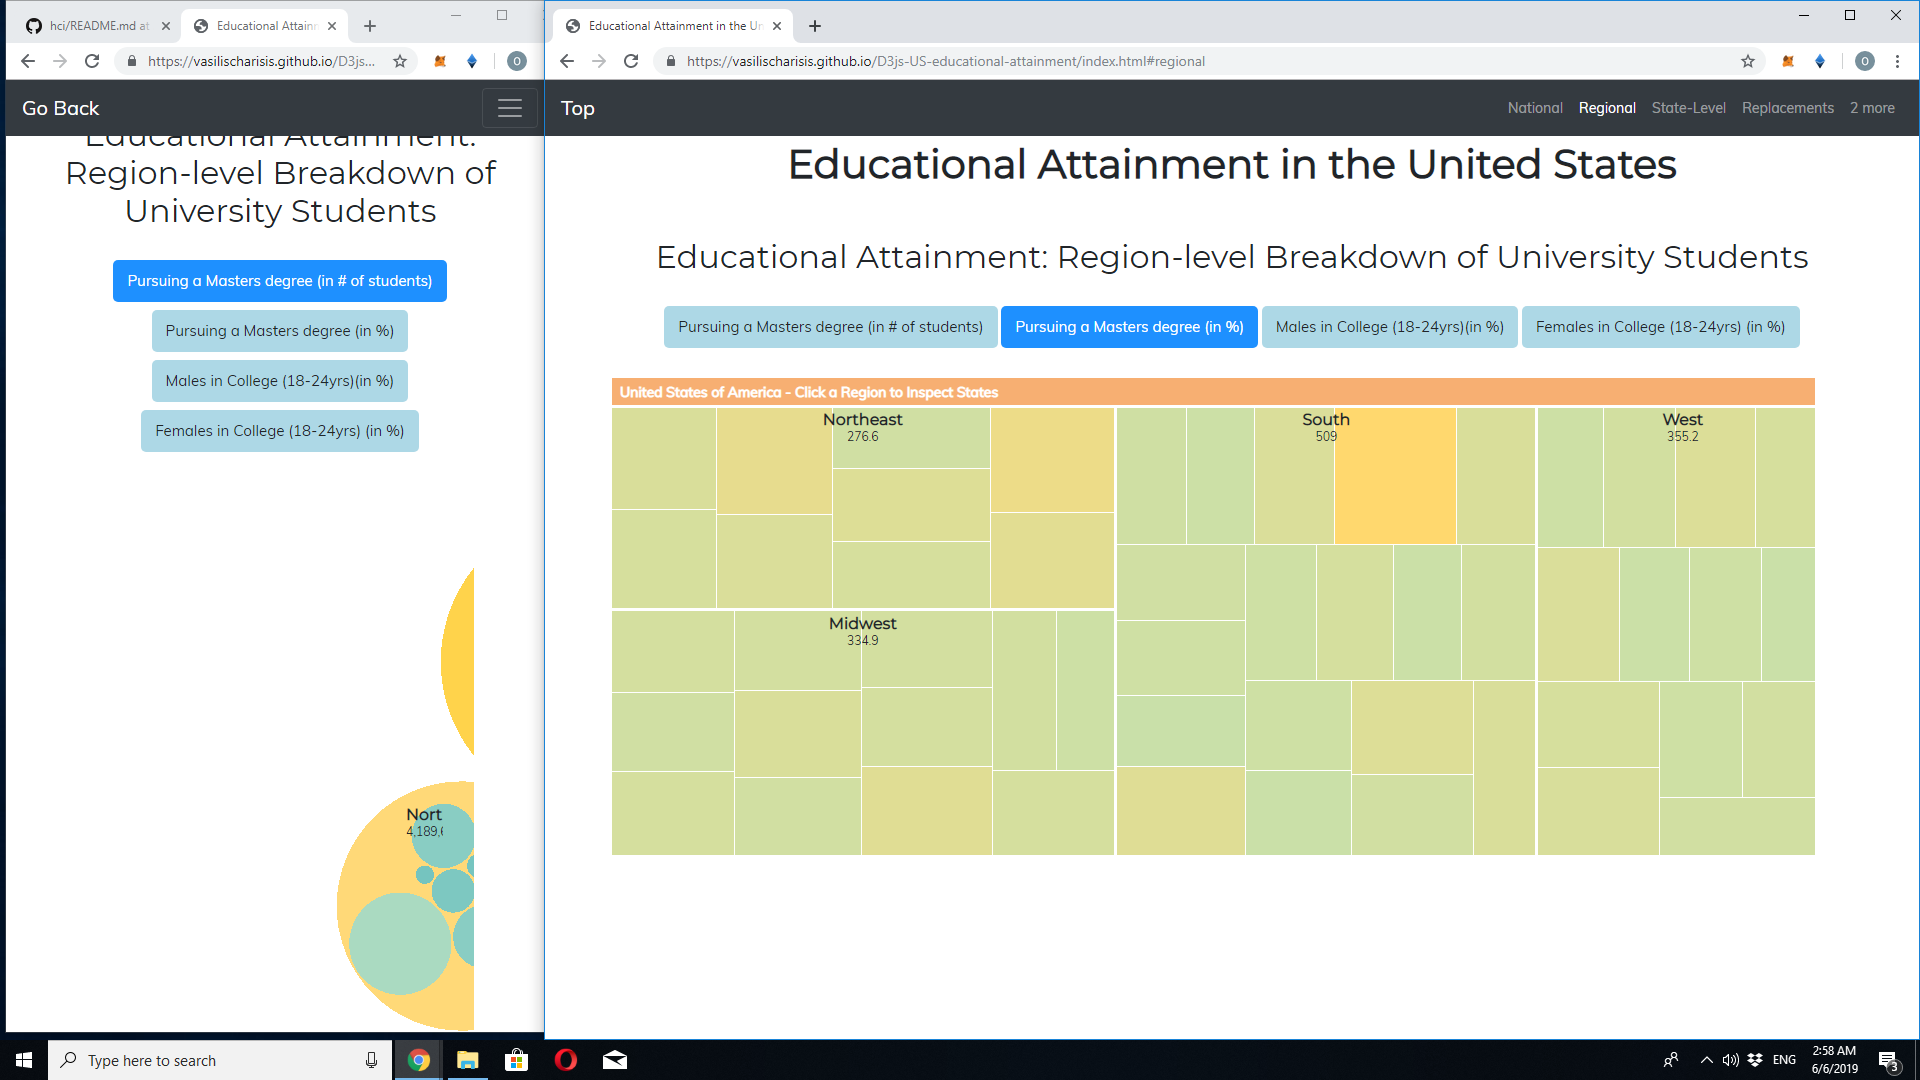 hci/README.md at
Educational Attainm
https://vasilischarisis.github.io/D3js...
O
Go Back
Educational Attainment:
Region-level Breakdown of
University Students
Pursuing a Masters degree (in # of students)
Pursuing a Masters degree (in %)
Males in College (18-24yrs)(in %)
Females in College (18-24yrs) (in %)
Nort
4,189,6
Educational Attainment in the Un
https://vasilischarisis.github.io/D3js-US-educational-attainment/index.html#regional
O
Top
National
Regional
State-Level
Replacements
2 more
Educational Attainment in the United States
Educational Attainment: Region-level Breakdown of University Students
Pursuing a Masters degree (in # of students)
Pursuing a Masters degree (in %)
Males in College (18-24yrs)(in %)
Females in College (18-24yrs) (in %)
United States of America - Click a Region to Inspect States
Northeast
276.6
South
509
West
355.2
Midwest
334.9
Type here to search
ENG
2:58 AM
6/6/2019
3